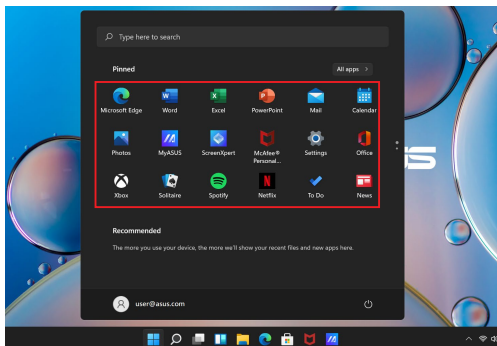 Type here to search
Pinned
All apps >
Microsoft Edge Word Excel PowerPoint Mail Calendar
Photos MyASUS ScreenXpert McAfee® Settings Office
Personal...
Xbox Solitaire Spotify Netflix To Do News
Recommended
The more you use your device, the more we'll show your recent files and new apps here.
user@asus.com